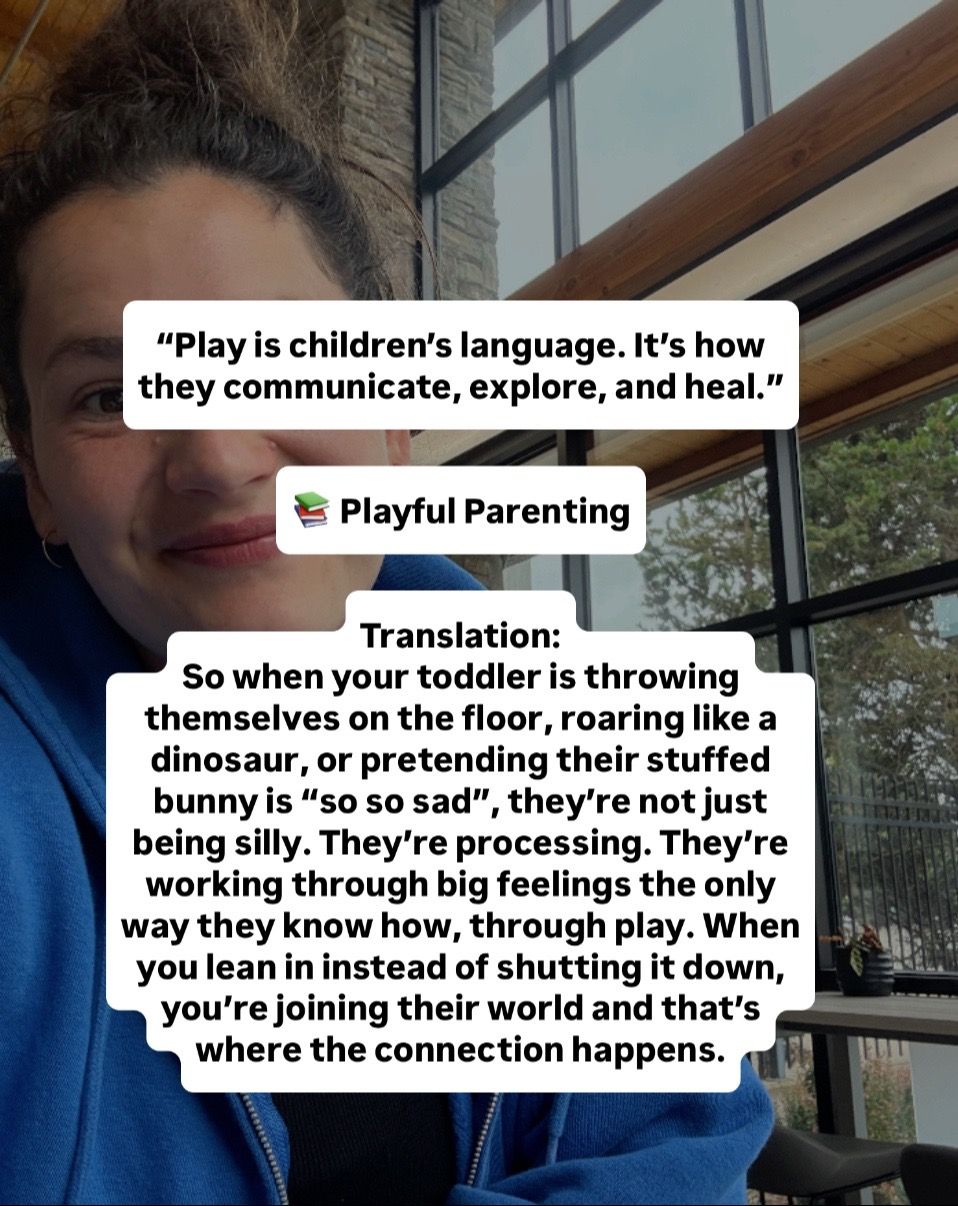 “Play is children’s language. It’s how
they communicate, explore, and heal.”
📚 Playful Parenting
Translation:
So when your toddler is throwing
themselves on the floor, roaring like a
dinosaur, or pretending their stuffed
bunny is “so so sad”, they’re not just
being silly. They’re processing. They’re
working through big feelings the only
way they know how, through play. When
you lean in instead of shutting it down,
you’re joining their world and that’s
where the connection happens.